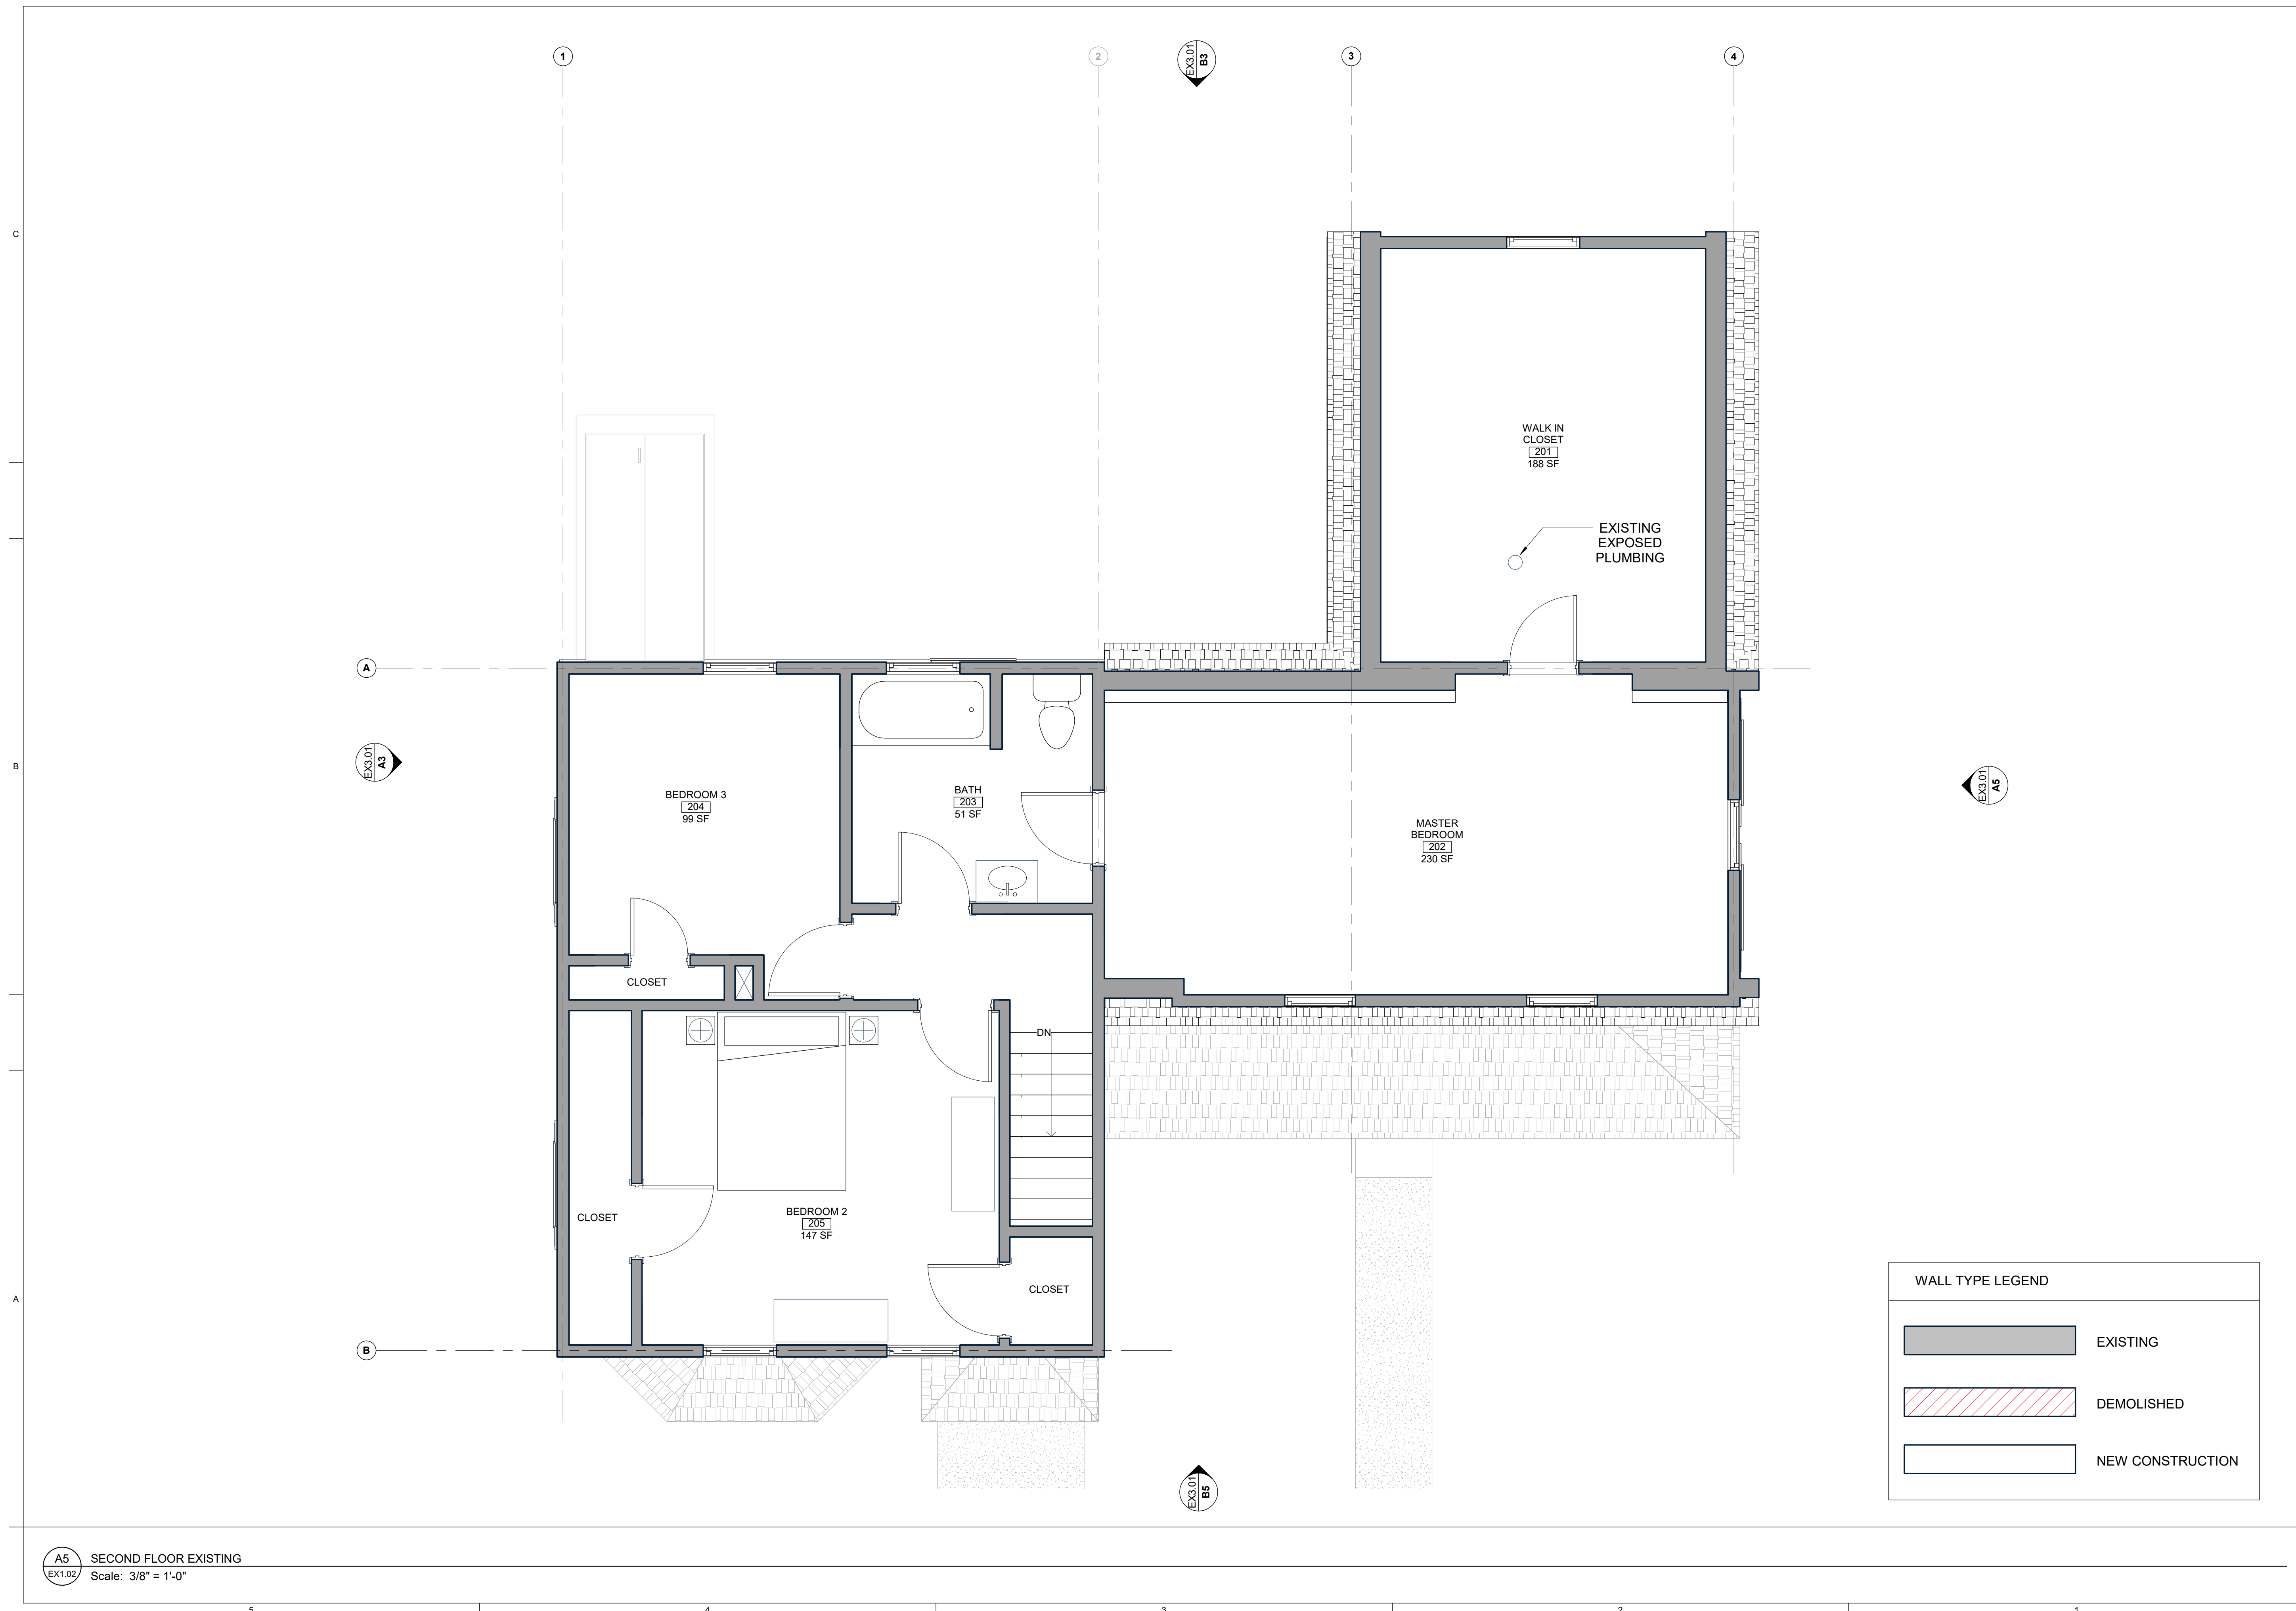 1
2
3
4
EX3.01
B3
C
WALK IN
CLOSET
201
188 SF
EXISTING
EXPOSED
PLUMBING
A
EX3.01
A3
B
BEDROOM 3
204
99 SF
BATH
203
51 SF
MASTER
BEDROOM
202
230 SF
EX3.01
A5
CLOSET
DN
CLOSET
BEDROOM 2
205
147 SF
CLOSET
A
B
WALL TYPE LEGEND
EXISTING
DEMOLISHED
NEW CONSTRUCTION
EX3.01
B5
A5
EX1.02
SECOND FLOOR EXISTING
Scale: 3/8" = 1'-0"
5
4
3
2
1